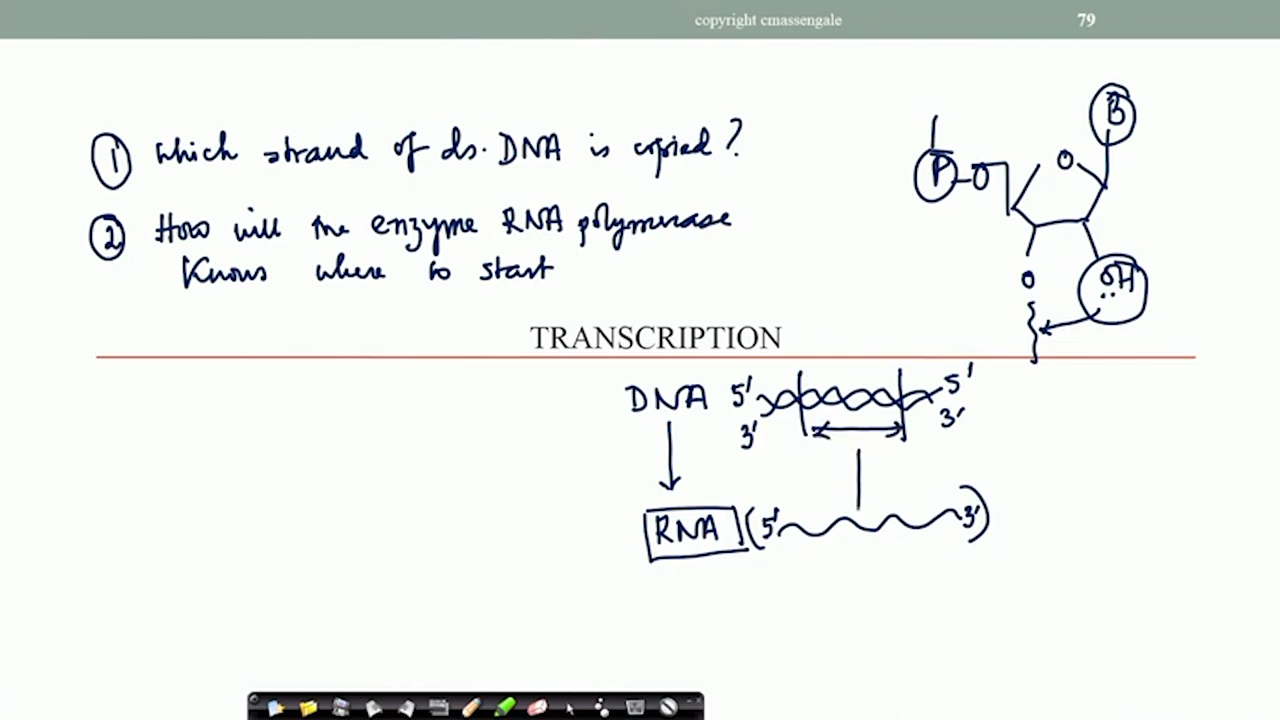 copyright cmassengale
79
① Which strand of ds. DNA is copied?
② How will the enzyme RNA polymerase
Knows where to start
B
P-O
O
O
OH
TRANSCRIPTION
DNA 5' 5'
3' 3'
RNA (5' 3')